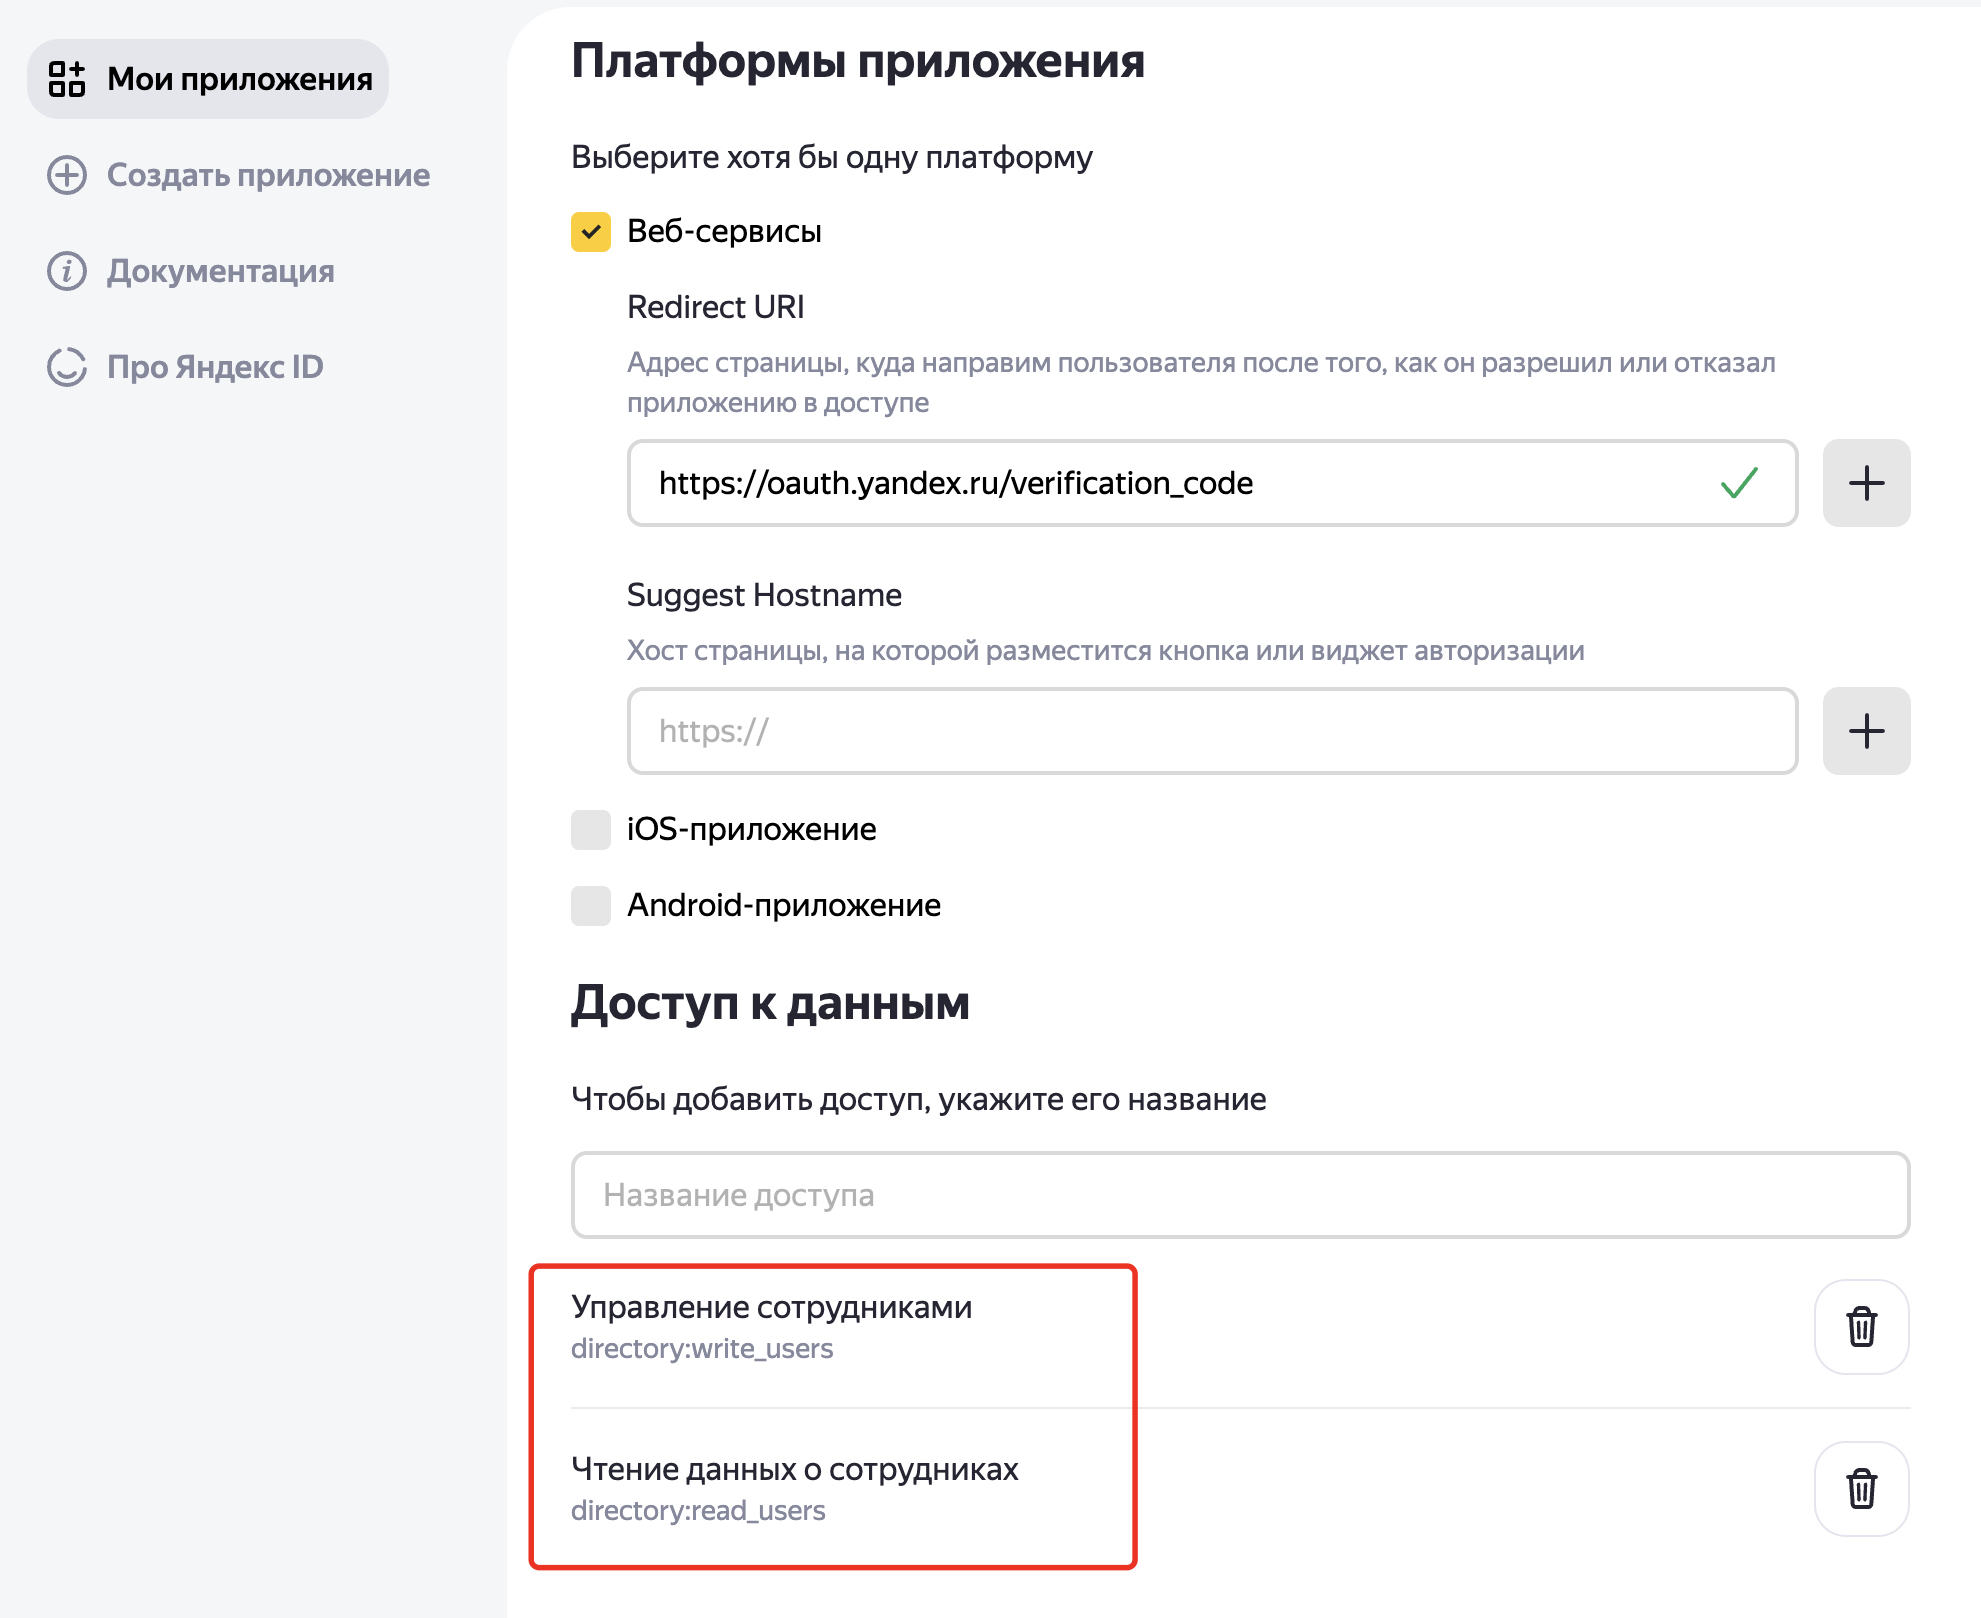 Мои приложения
Создать приложение
Документация
Про Яндекс ID
Платформы приложения
Выберите хотя бы одну платформу
Веб-сервисы
Redirect URI
Адрес страницы, куда направим пользователя после того, как он разрешил или отказал
приложению в доступе
https://oauth.yandex.ru/verification_code
Suggest Hostname
Хост страницы, на которой разместится кнопка или виджет авторизации
https://
iOS-приложение
Android-приложение
Доступ к данным
Чтобы добавить доступ, укажите его название
Название доступа
Управление сотрудниками
directory:write_users
Чтение данных о сотрудниках
directory:read_users